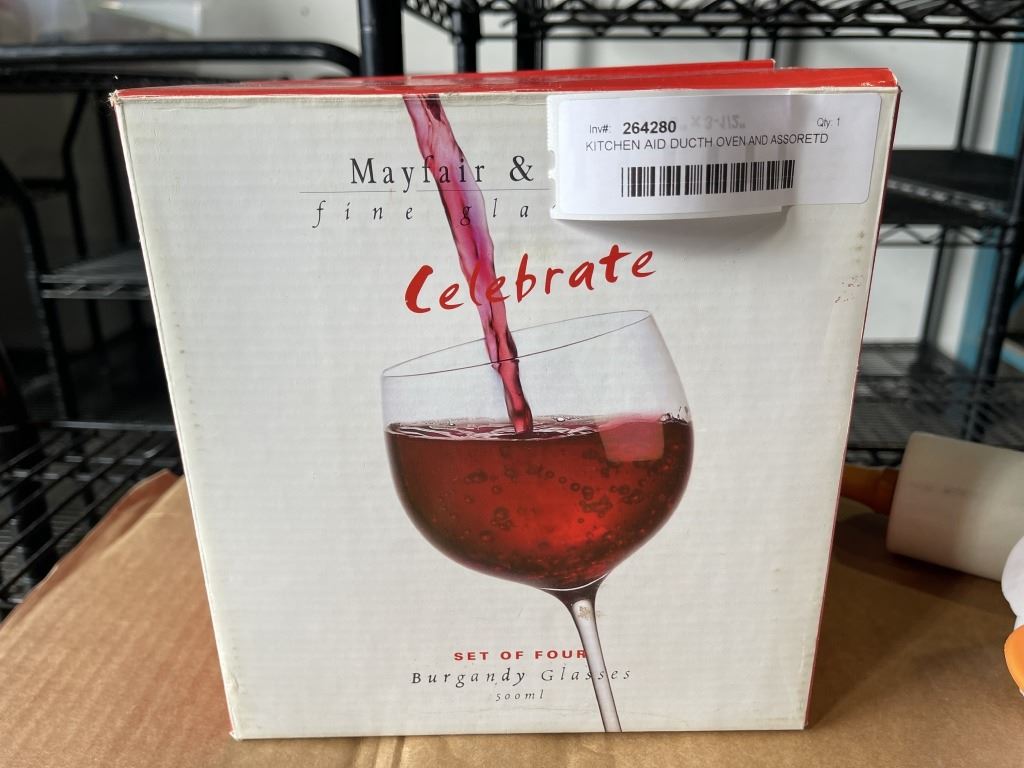 Mayfair &
fine gla
Celebrate
Inv#: 264280 Qty: 1
KITCHEN AID DUCTH OVEN AND ASSORETD
SET OF FOUR
Burgandy Glasses
500ml